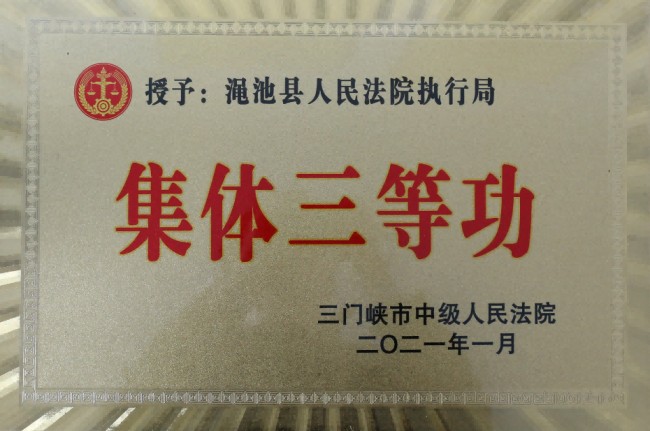 授予：渑池县人民法院执行局
集体三等功
三门峡市中级人民法院
二〇二一年一月